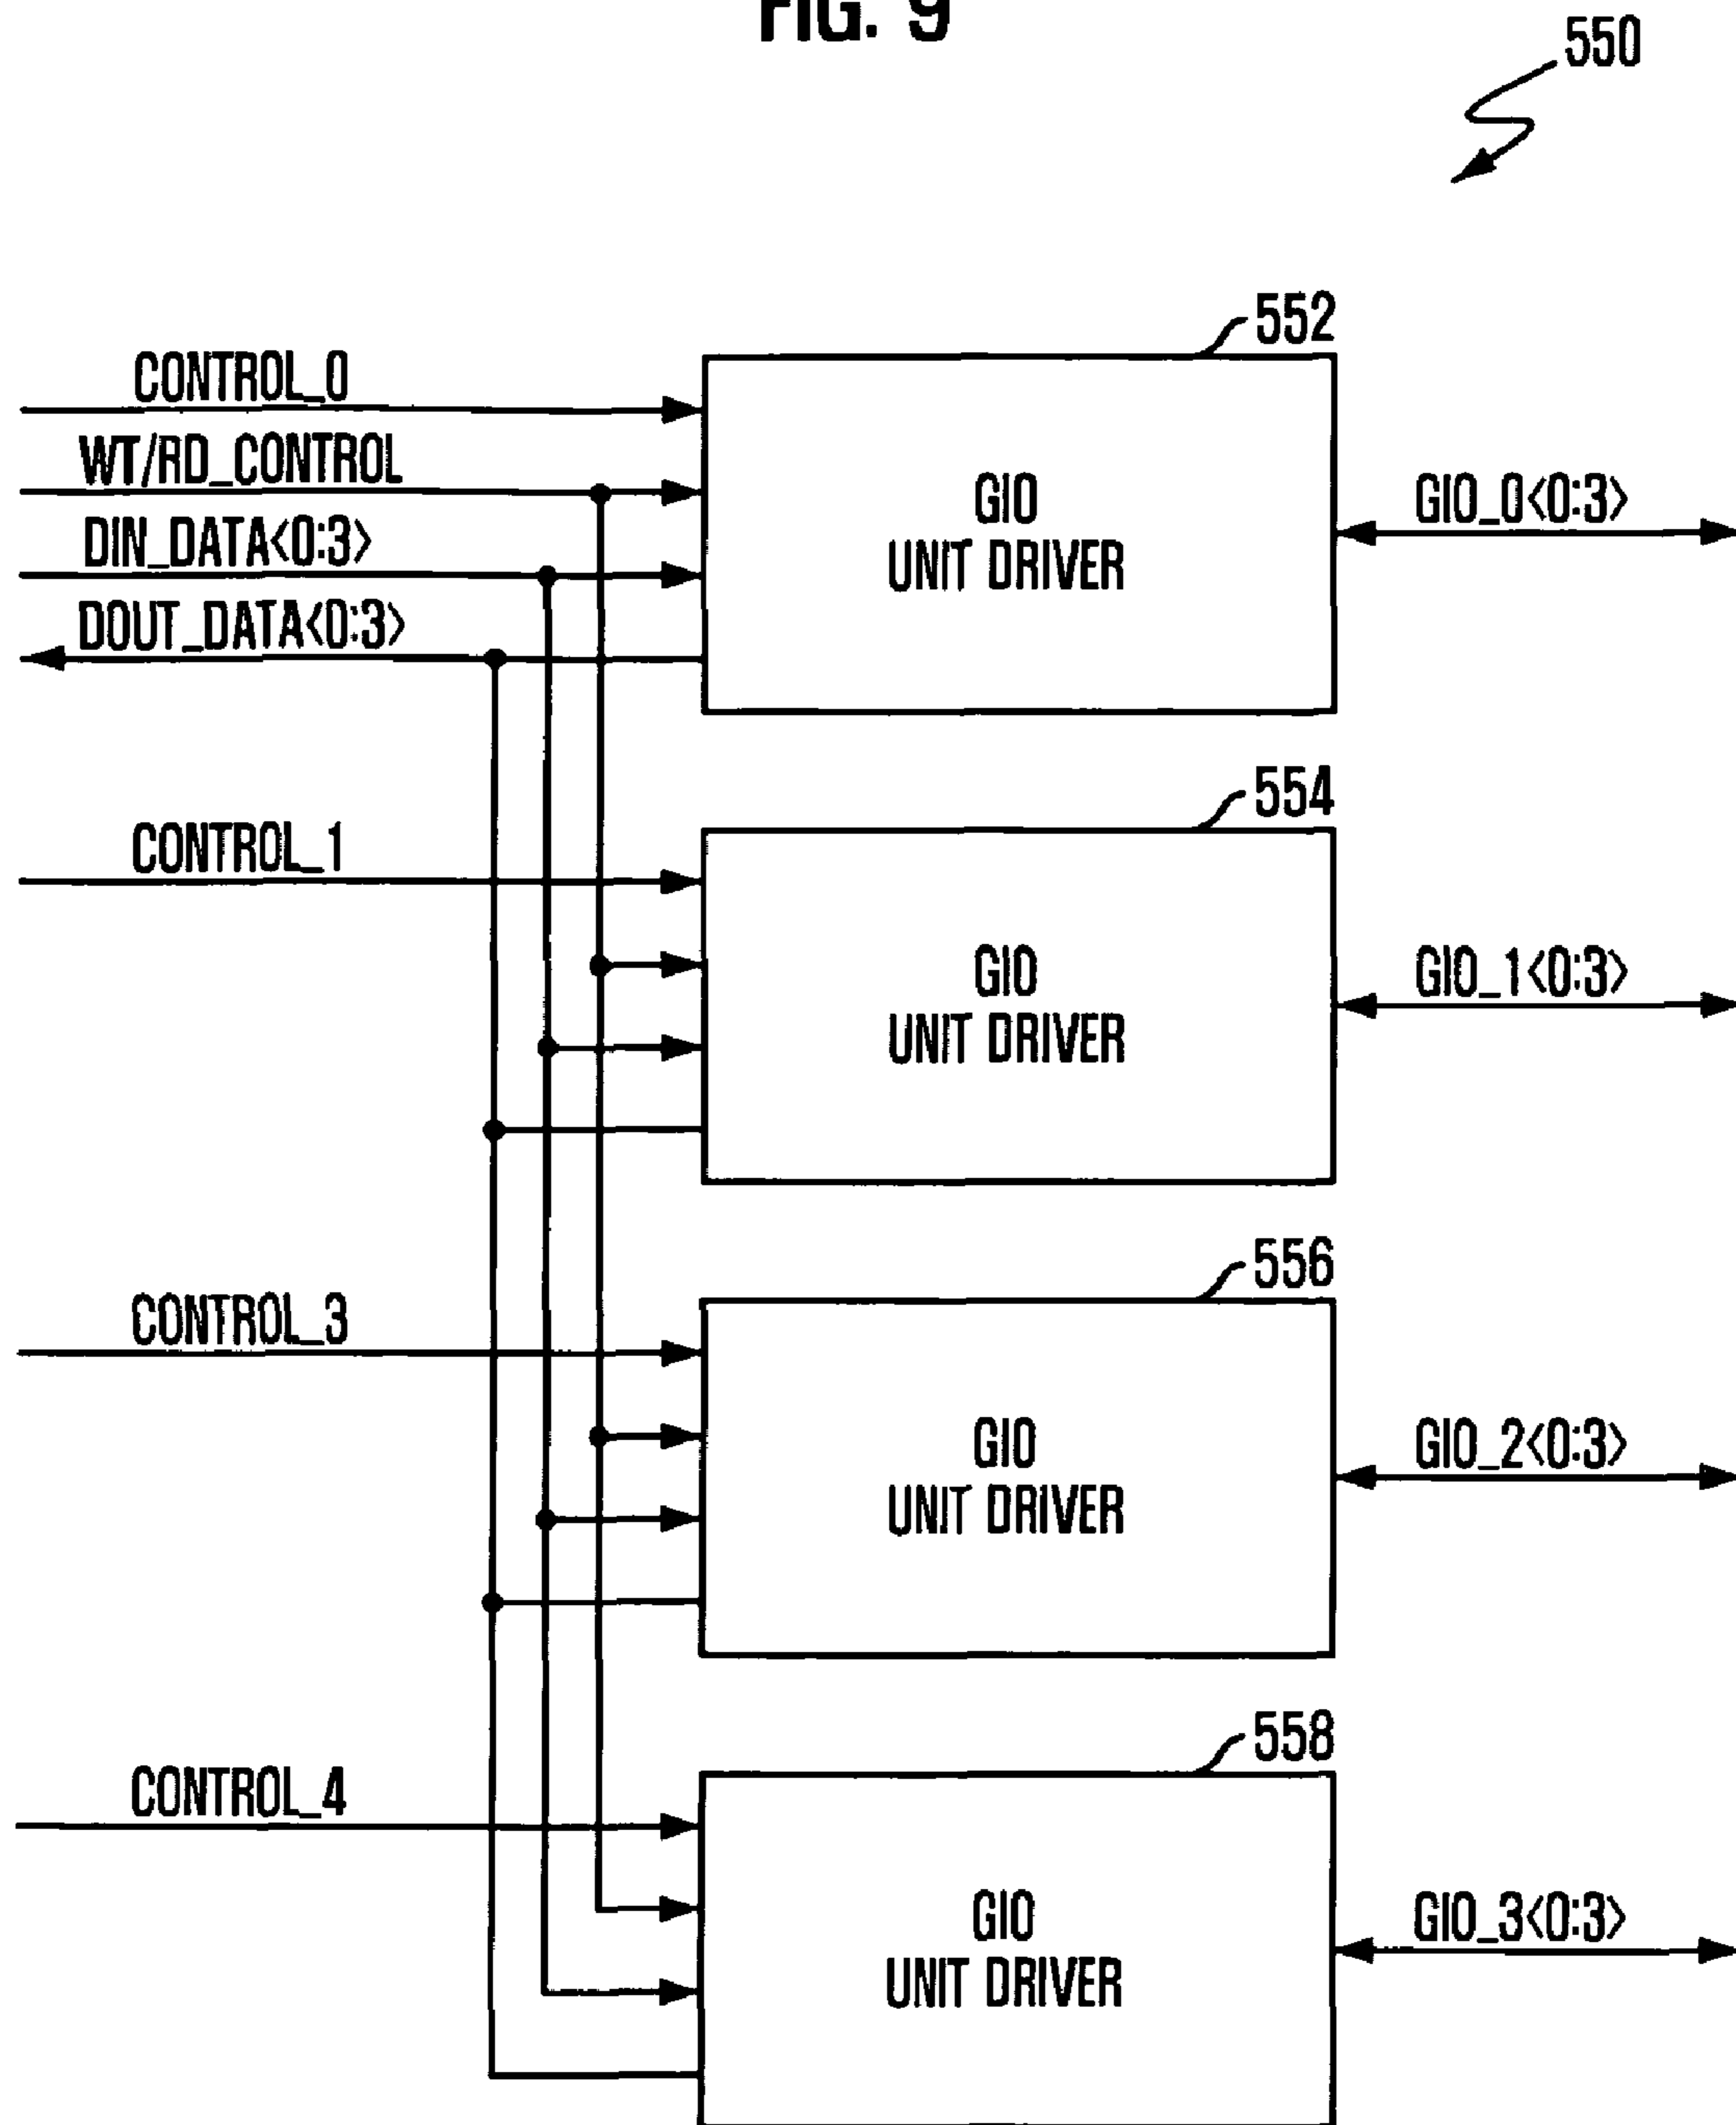 FIG. 9
550
552
CONTROL_0
WT/RD_CONTROL
DIN_DATA<0:3>
DOUT_DATA<0:3>
GIO
UNIT DRIVER
GIO_0<0:3>
554
CONTROL_1
GIO
UNIT DRIVER
GIO_1<0:3>
556
CONTROL_3
GIO
UNIT DRIVER
GIO_2<0:3>
558
CONTROL_4
GIO
UNIT DRIVER
GIO_3<0:3>